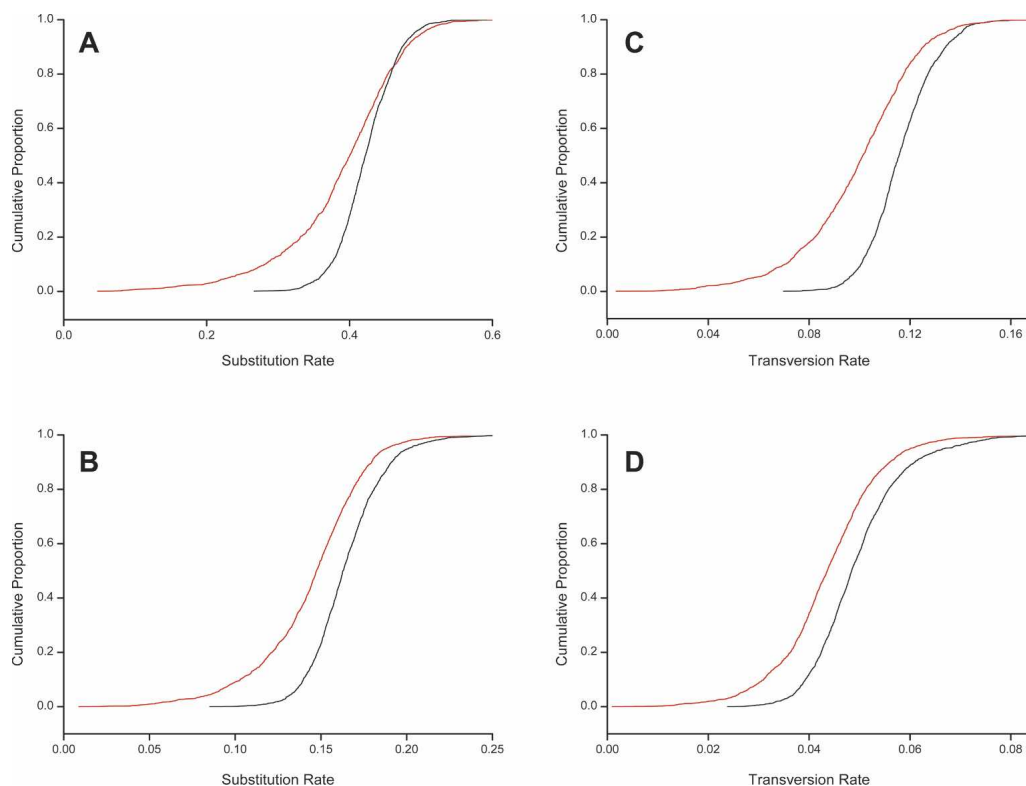 A
Cumulative Proportion
1.0
0.8
0.6
0.4
0.2
0.0
0.0 0.2 0.4 0.6
Substitution Rate
C
Cumulative Proportion
1.0
0.8
0.6
0.4
0.2
0.0
0.00 0.04 0.08 0.12 0.16
Transversion Rate
B
Cumulative Proportion
1.0
0.8
0.6
0.4
0.2
0.0
0.00 0.05 0.10 0.15 0.20 0.25
Substitution Rate
D
Cumulative Proportion
1.0
0.8
0.6
0.4
0.2
0.0
0.00 0.02 0.04 0.06 0.08
Transversion Rate